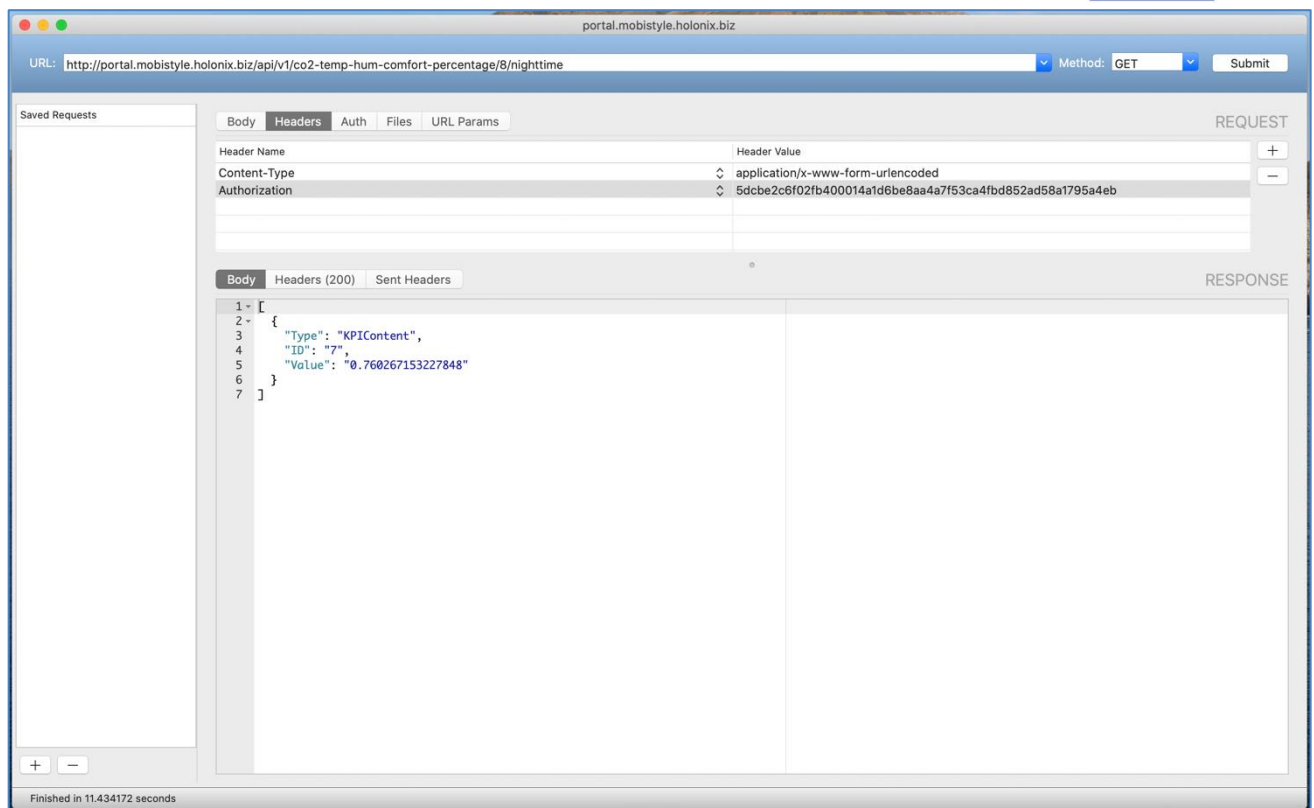 portal.mobistyle.holonix.biz
URL: http://portal.mobistyle.holonix.biz/api/v1/co2-temp-hum-comfort-percentage/8/nighttime Method: GET Submit
Saved Requests
Body Headers Auth Files URL Params REQUEST
Header Name Header Value +
Content-Type application/x-www-form-urlencoded −
Authorization 5dcbe2c6f02fb400014a1d6be8aa4a7f53ca4fbd852ad58a1795a4eb
Body Headers (200) Sent Headers RESPONSE
1 [
2 {
3 "Type": "KPIContent",
4 "ID": "7",
5 "Value": "0.760267153227848"
6 }
7 ]
+ −
Finished in 11.434172 seconds